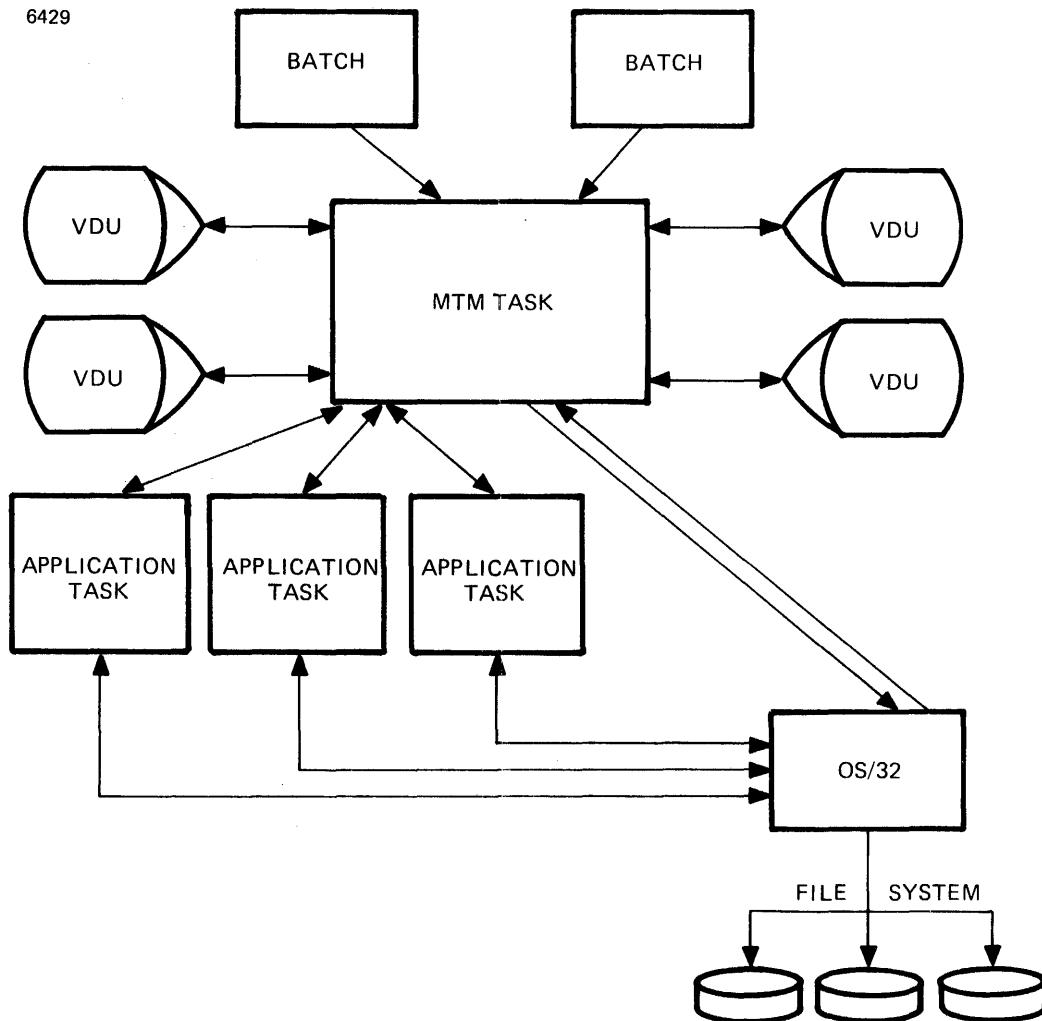 6429
BATCH
BATCH
VDU
VDU
MTM TASK
VDU
VDU
APPLICATION
TASK
APPLICATION
TASK
APPLICATION
TASK
OS/32
FILE SYSTEM